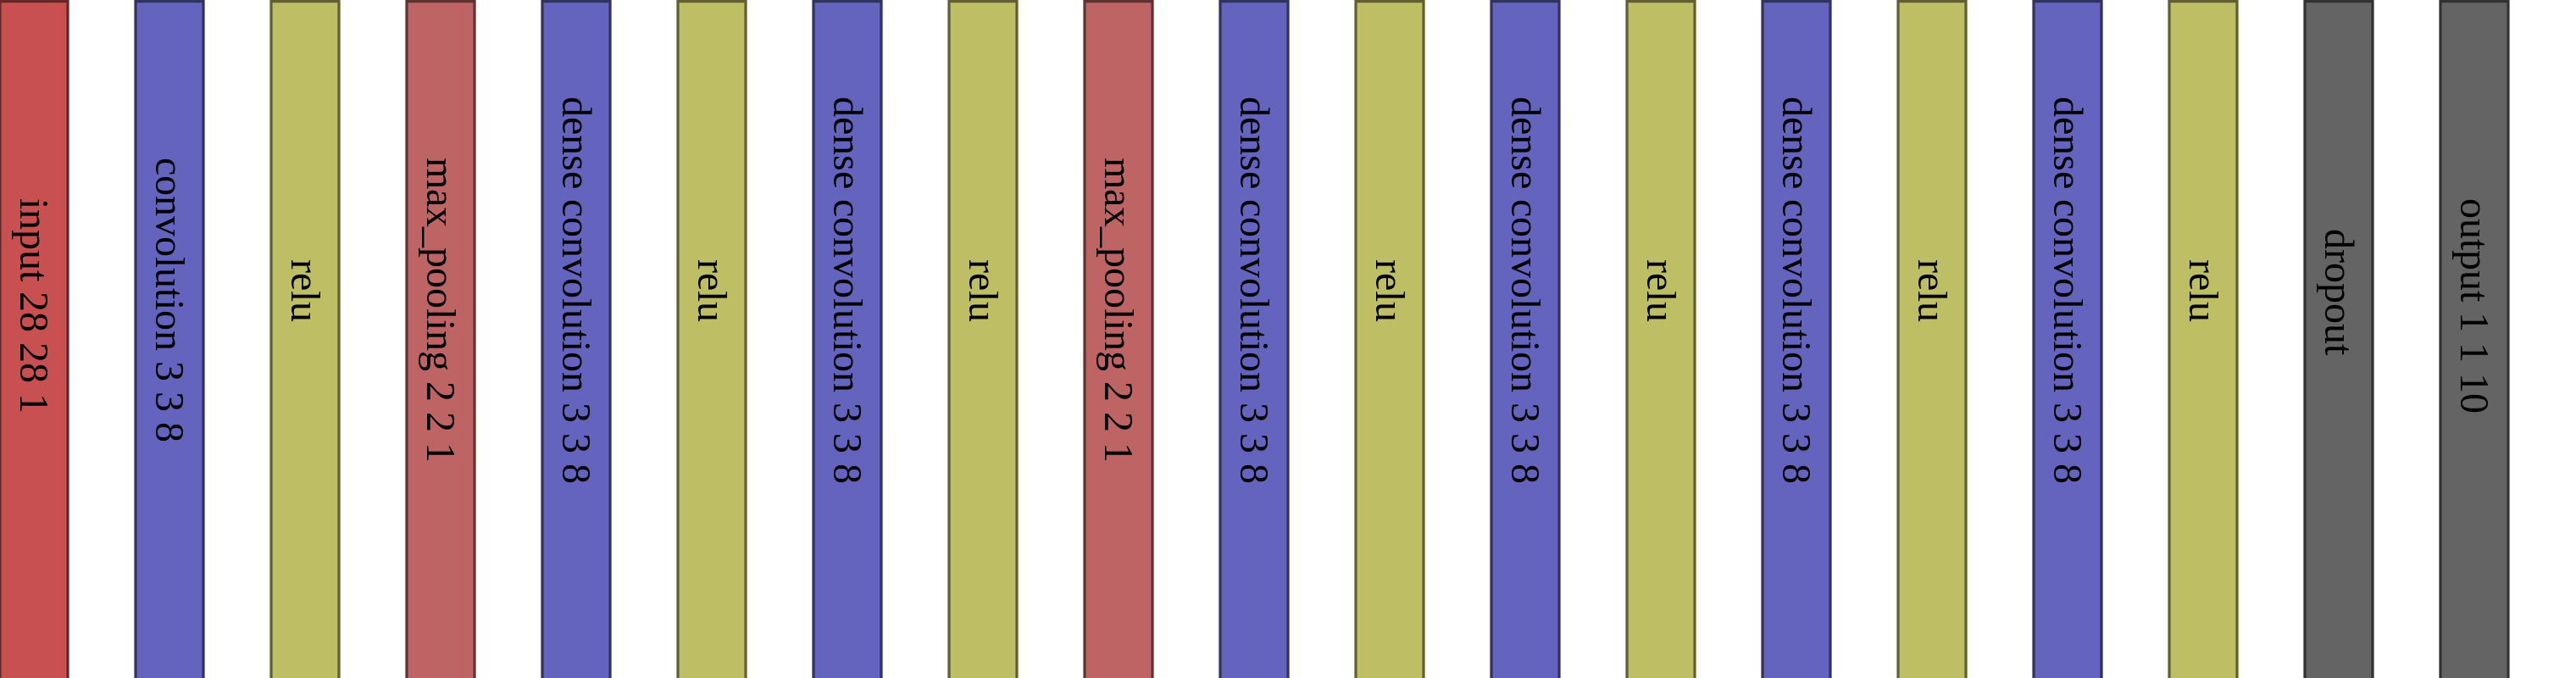 input 28 28 1
convolution 3 3 8
relu
max_pooling 2 2 1
dense convolution 3 3 8
relu
dense convolution 3 3 8
relu
max_pooling 2 2 1
dense convolution 3 3 8
relu
dense convolution 3 3 8
relu
dense convolution 3 3 8
relu
dense convolution 3 3 8
relu
dropout
output 1 1 10